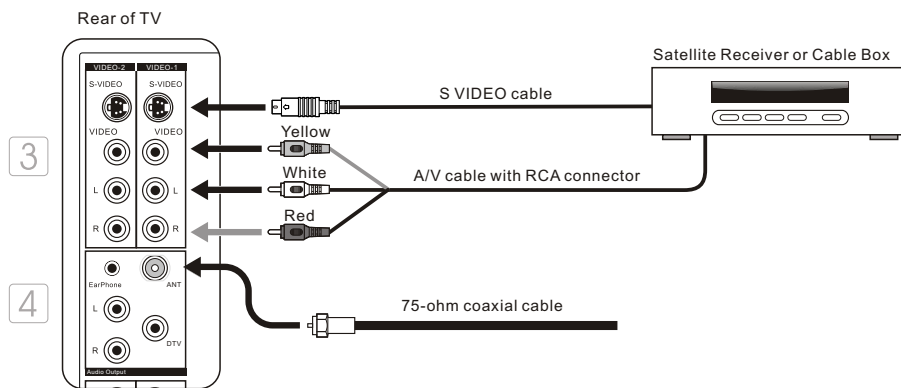 Rear of TV
Satellite Receiver or Cable Box
VIDEO-2 VIDEO-1
S-VIDEO S-VIDEO
S VIDEO cable
VIDEO VIDEO
Yellow
3
White
L L
A/V cable with RCA connector
Red
R R
EarPhone ANT
4
L
75-ohm coaxial cable
DTV
R
Audio Output